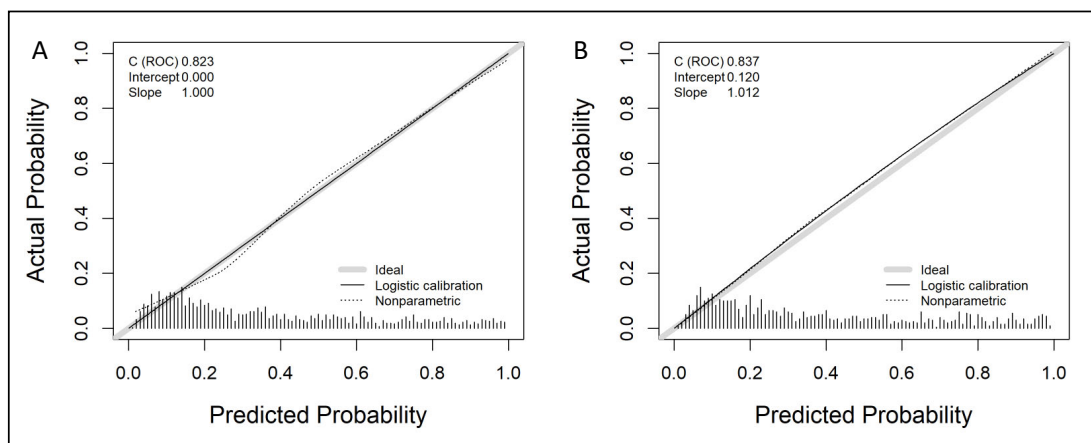 A
C (ROC) 0.823
Intercept 0.000
Slope 1.000
Actual Probability
1.0
0.8
0.6
0.4
0.2
0.0
Ideal
Logistic calibration
Nonparametric
0.0 0.2 0.4 0.6 0.8 1.0
Predicted Probability
B
C (ROC) 0.837
Intercept 0.120
Slope 1.012
Actual Probability
1.0
0.8
0.6
0.4
0.2
0.0
Ideal
Logistic calibration
Nonparametric
0.0 0.2 0.4 0.6 0.8 1.0
Predicted Probability